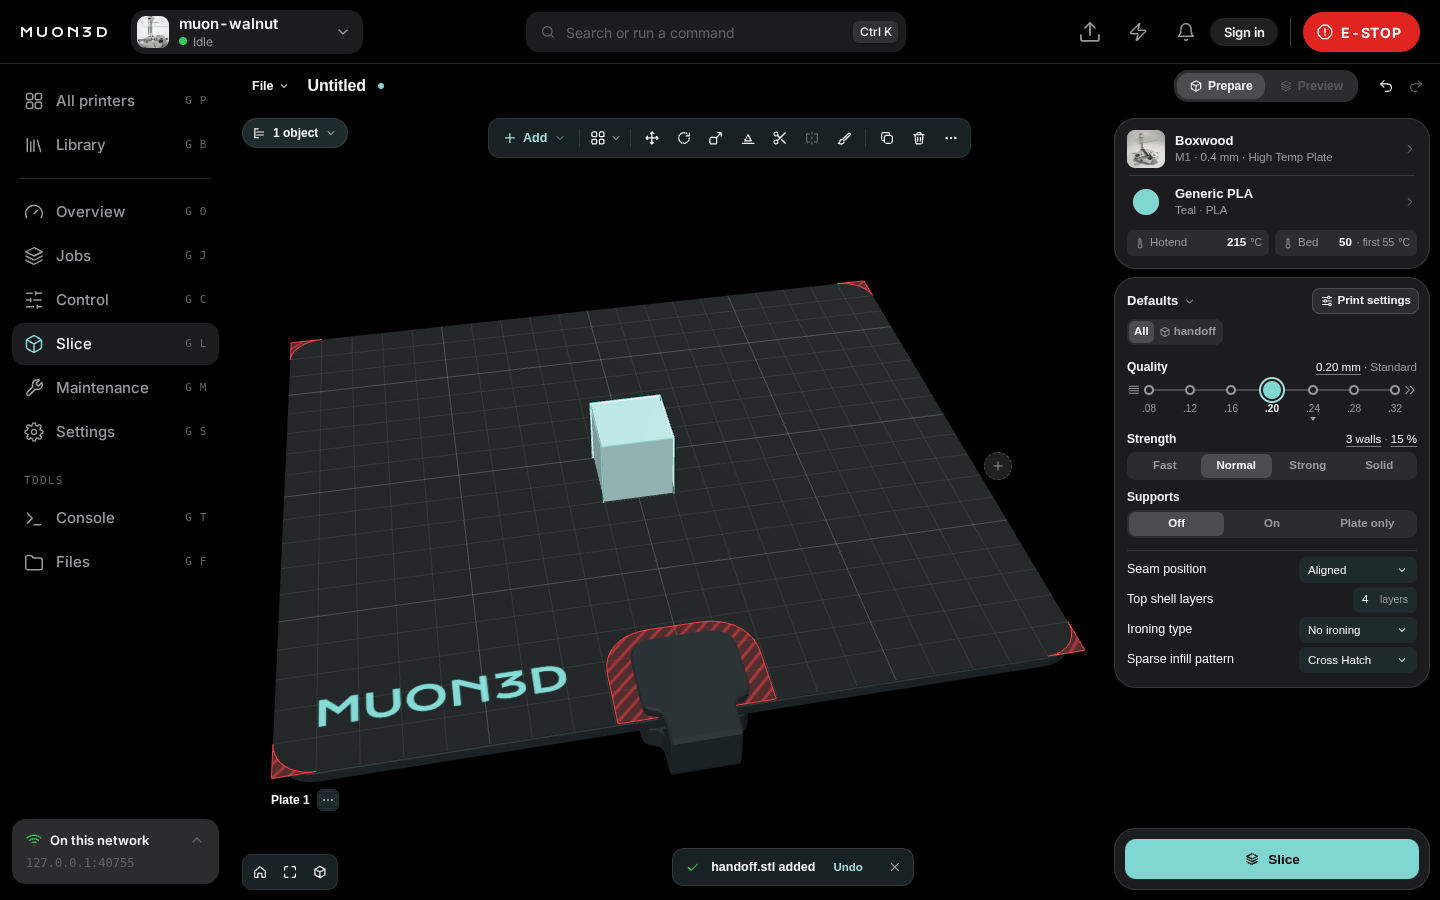 MUON3D
muon-walnut
Idle
Search or run a command
Ctrl K
Sign in
E-STOP
All printers G P
Library G B
Overview G O
Jobs G J
Control G C
Slice G L
Maintenance G M
Settings G S
TOOLS
Console G T
Files G F
On this network
127.0.0.1:40755
File
Untitled
Prepare
Preview
1 object
Add
MUON3D
Plate 1
handoff.stl added
Undo
Boxwood
M1 · 0.4 mm · High Temp Plate
Generic PLA
Teal · PLA
Hotend 215 °C
Bed 50 · first 55 °C
Defaults
Print settings
All
handoff
Quality 0.20 mm · Standard
.08 .12 .16 .20 .24 .28 .32
Strength 3 walls · 15 %
Fast Normal Strong Solid
Supports
Off On Plate only
Seam position Aligned
Top shell layers 4 layers
Ironing type No ironing
Sparse infill pattern Cross Hatch
Slice